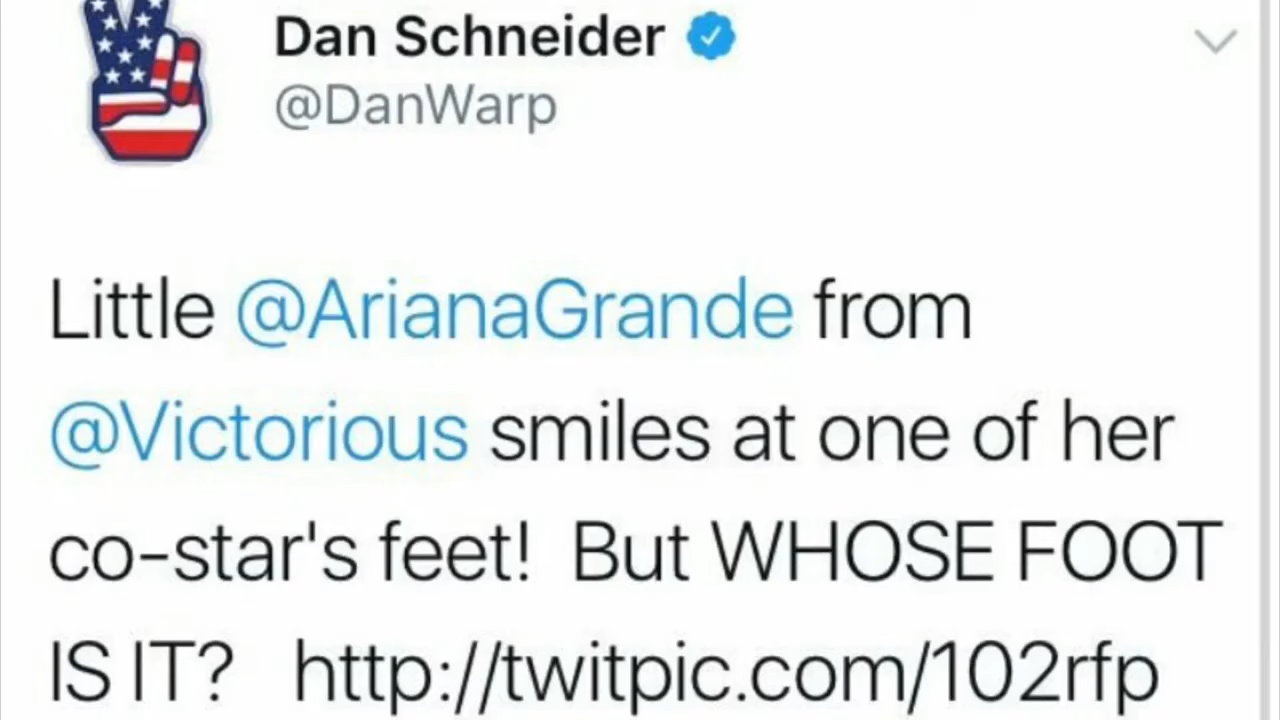 Dan Schneider
@DanWarp
Little @ArianaGrande from
@Victorious smiles at one of her
co-star's feet!  But WHOSE FOOT
IS IT?   http://twitpic.com/102rfp